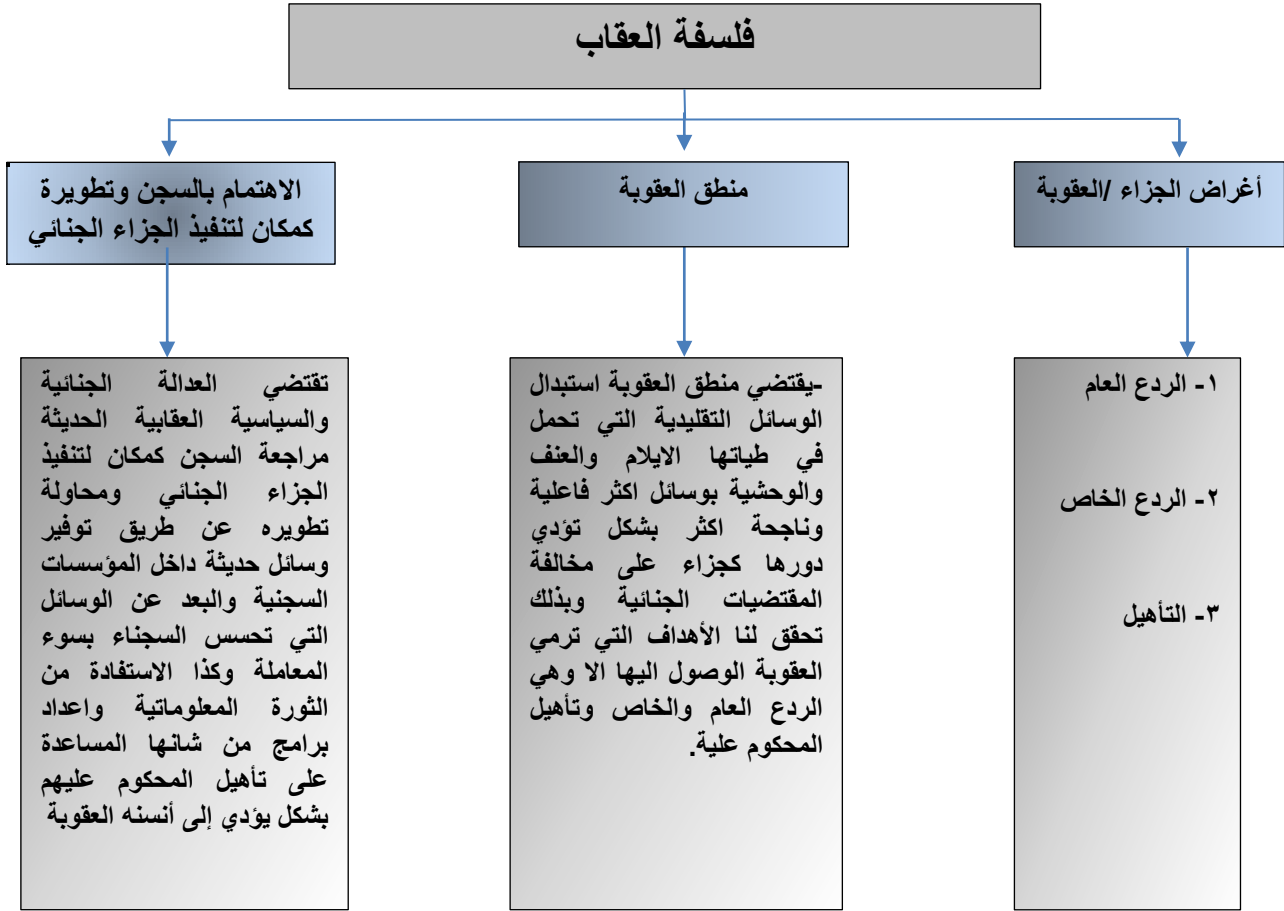 فلسفة العقاب
أغراض الجزاء /العقوبة
منطق العقوبة
الاهتمام بالسجن وتطويرة
كمكان لتنفيذ الجزاء الجنائي
١- الردع العام
٢- الردع الخاص
٣- التأهيل
-يقتضي منطق العقوبة استبدال
الوسائل التقليدية التي تحمل
في طياتها الايلام والعنف
والوحشية بوسائل اكثر فاعلية
وناجحة اكثر بشكل تؤدي
دورها كجزاء على مخالفة
المقتضيات الجنائية وبذلك
تحقق لنا الأهداف التي ترمي
العقوبة الوصول اليها الا وهي
الردع العام والخاص وتأهيل
المحكوم علية.
تقتضي العدالة الجنائية
والسياسية العقابية الحديثة
مراجعة السجن كمكان لتنفيذ
الجزاء الجنائي ومحاولة
تطويره عن طريق توفير
وسائل حديثة داخل المؤسسات
السجنية والبعد عن الوسائل
التي تحسس السجناء بسوء
المعاملة وكذا الاستفادة من
الثورة المعلوماتية واعداد
برامج من شانها المساعدة
على تأهيل المحكوم عليهم
بشكل يؤدي إلى أنسنه العقوبة